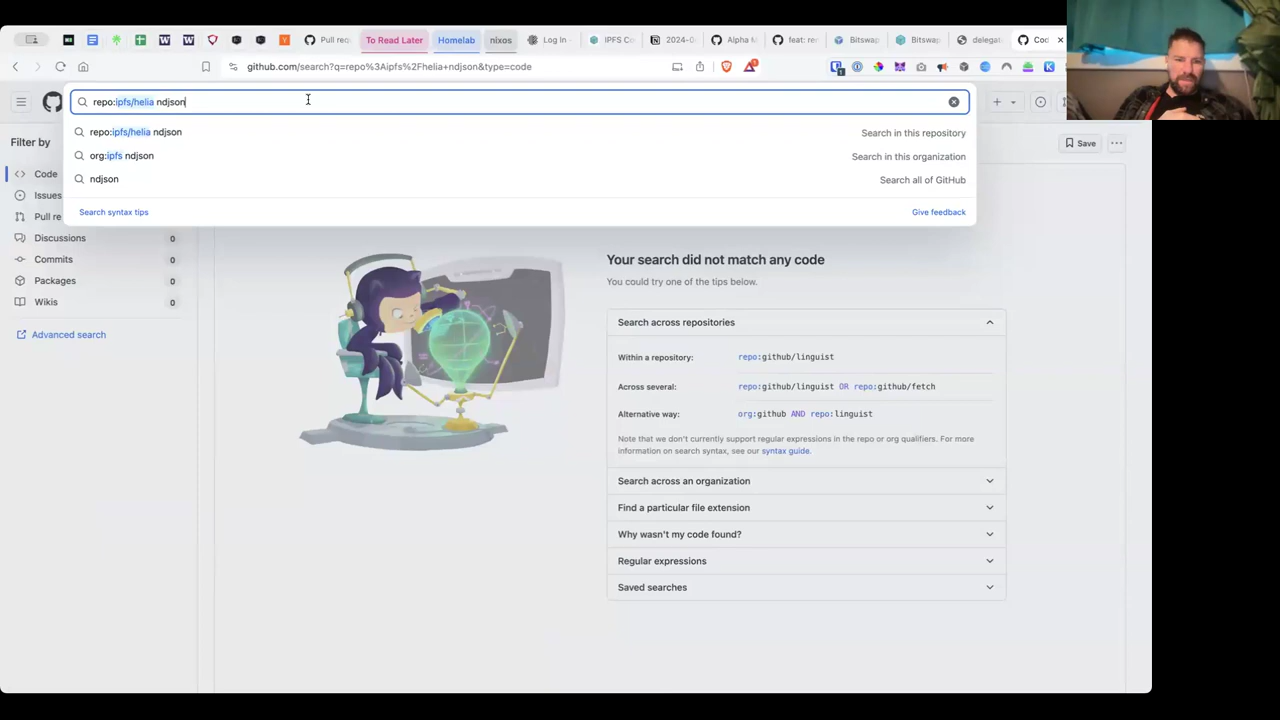 Pull req
To Read Later
Homelab
nixos
Log In -
IPFS Co
2024-0
Alpha M
feat: rer
Bitswap
Bitswap
delegat
Cod
github.com/search?q=repo%3Aipfs%2Fhelia+ndjson&type=code
repo:ipfs/helia ndjson
repo:ipfs/helia ndjson Search in this repository
org:ipfs ndjson Search in this organization
ndjson Search all of GitHub
Search syntax tips Give feedback
Filter by
Save
Code
Issues
Pull re
Discussions 0
Commits 0
Packages 0
Wikis 0
Advanced search
Your search did not match any code
You could try one of the tips below.
Search across repositories
Within a repository: repo:github/linguist
Across several: repo:github/linguist OR repo:github/fetch
Alternative way: org:github AND repo:linguist
Note that we don't currently support regular expressions in the repo or org qualifiers. For more
information on search syntax, see our syntax guide.
Search across an organization
Find a particular file extension
Why wasn't my code found?
Regular expressions
Saved searches